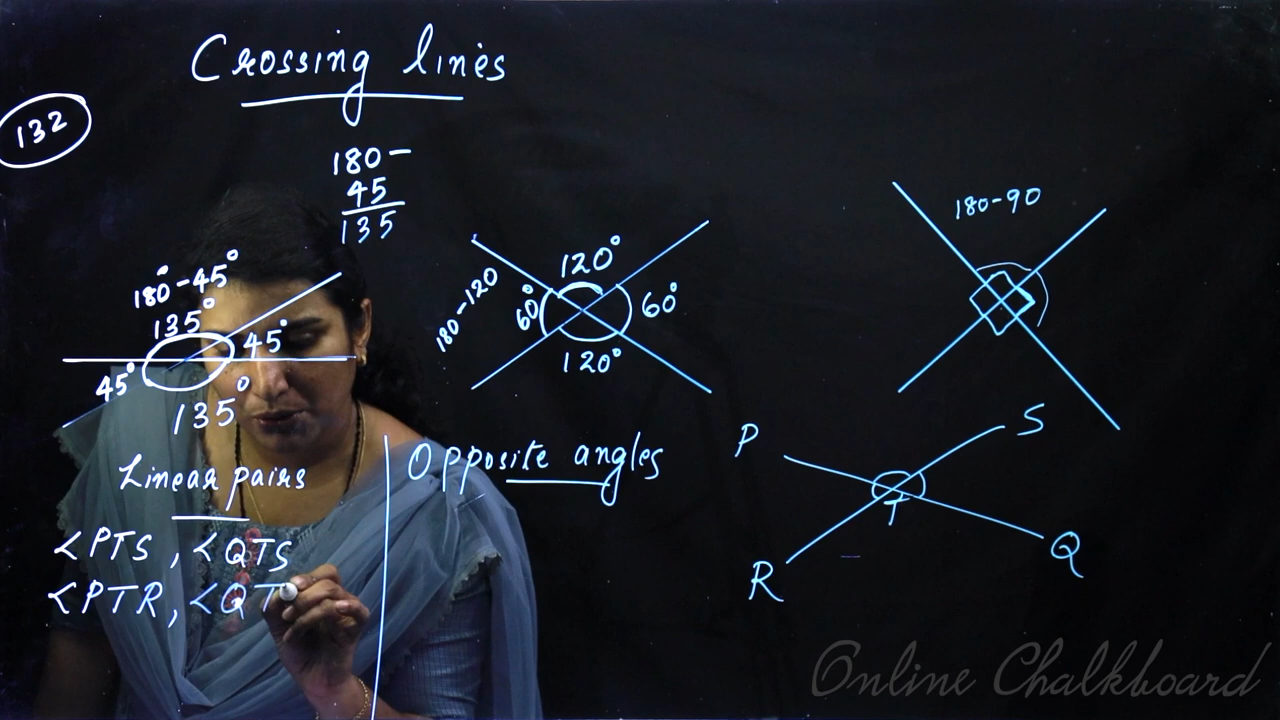 Crossing lines
132
180-
45
135
180°-45°
135°
45°
45°
135°
180-120
120°
60°
60°
120°
180-90
P
S
T
R
Q
Linear pairs
<PTS, <QTS
<PTR, <QT
Opposite angles
Online Chalkboard